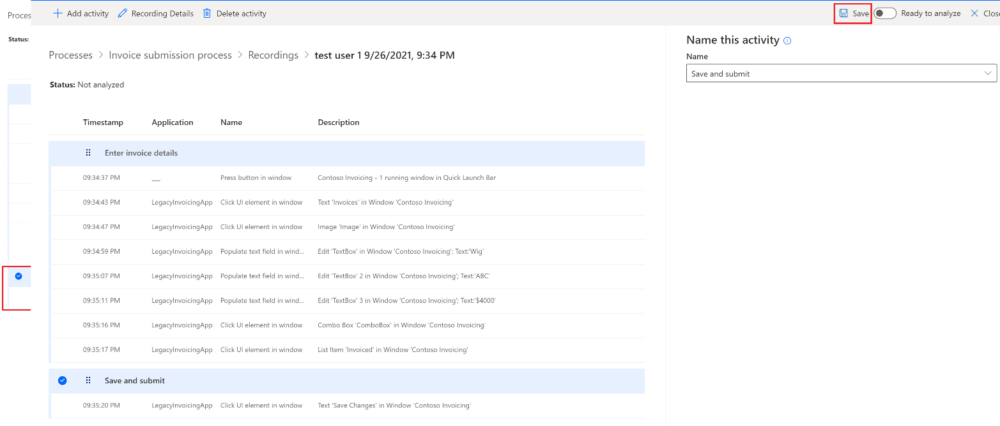 Proces
Status:
Add activity Recording Details Delete activity Save Ready to analyze Close
Processes > Invoice submission process > Recordings > test user 1 9/26/2021, 9:34 PM
Status: Not analyzed
Timestamp Application Name Description
Enter invoice details
09:34:37 PM __ Press button in window Contoso Invoicing - 1 running window in Quick Launch Bar
09:34:43 PM LegacyInvoicingApp Click UI element in window Text 'Invoices' in Window 'Contoso Invoicing'
09:34:47 PM LegacyInvoicingApp Click UI element in window Image 'Image' in Window 'Contoso Invoicing'
09:34:59 PM LegacyInvoicingApp Populate text field in wind... Edit 'TextBox' in Window 'Contoso Invoicing'; Text:'Wig'
09:35:07 PM LegacyInvoicingApp Populate text field in wind... Edit 'TextBox' 2 in Window 'Contoso Invoicing'; Text:'ABC'
09:35:11 PM LegacyInvoicingApp Populate text field in wind... Edit 'TextBox' 3 in Window 'Contoso Invoicing'; Text:'$4000'
09:35:16 PM LegacyInvoicingApp Click UI element in window Combo Box 'ComboBox' in Window 'Contoso Invoicing'
09:35:17 PM LegacyInvoicingApp Click UI element in window List Item 'Invoiced' in Window 'Contoso Invoicing'
Save and submit
09:35:20 PM LegacyInvoicingApp Click UI element in window Text 'Save Changes' in Window 'Contoso Invoicing'
Name this activity
Name
Save and submit